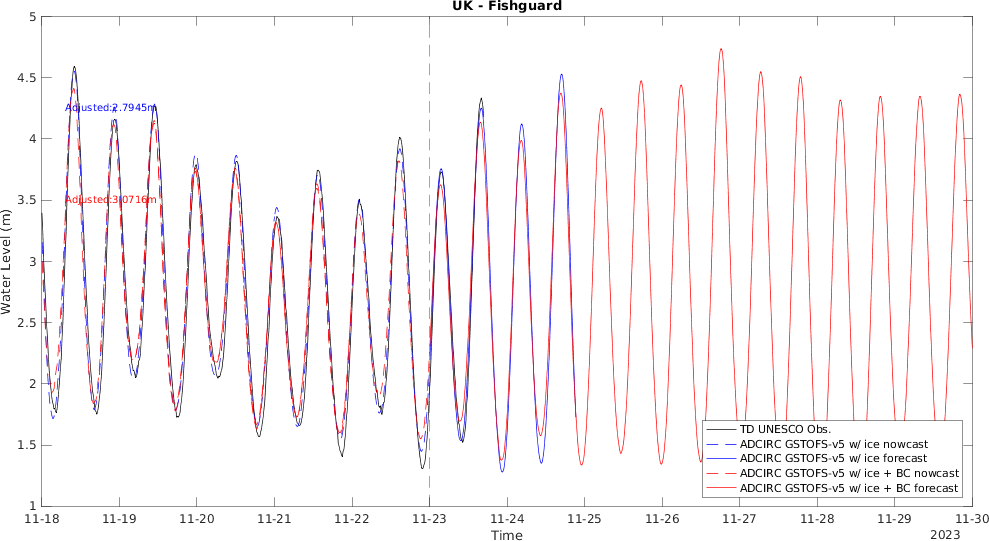 UK - Fishguard
5
4.5
4
3.5
3
2.5
2
1.5
1
Water Level (m)
Adjusted:2.7945m
Adjusted:3.0716m
TD UNESCO Obs.
ADCIRC GSTOFS-v5 w/ ice nowcast
ADCIRC GSTOFS-v5 w/ ice forecast
ADCIRC GSTOFS-v5 w/ ice + BC nowcast
ADCIRC GSTOFS-v5 w/ ice + BC forecast
11-18 11-19 11-20 11-21 11-22 11-23 11-24 11-25 11-26 11-27 11-28 11-29 11-30
Time
2023